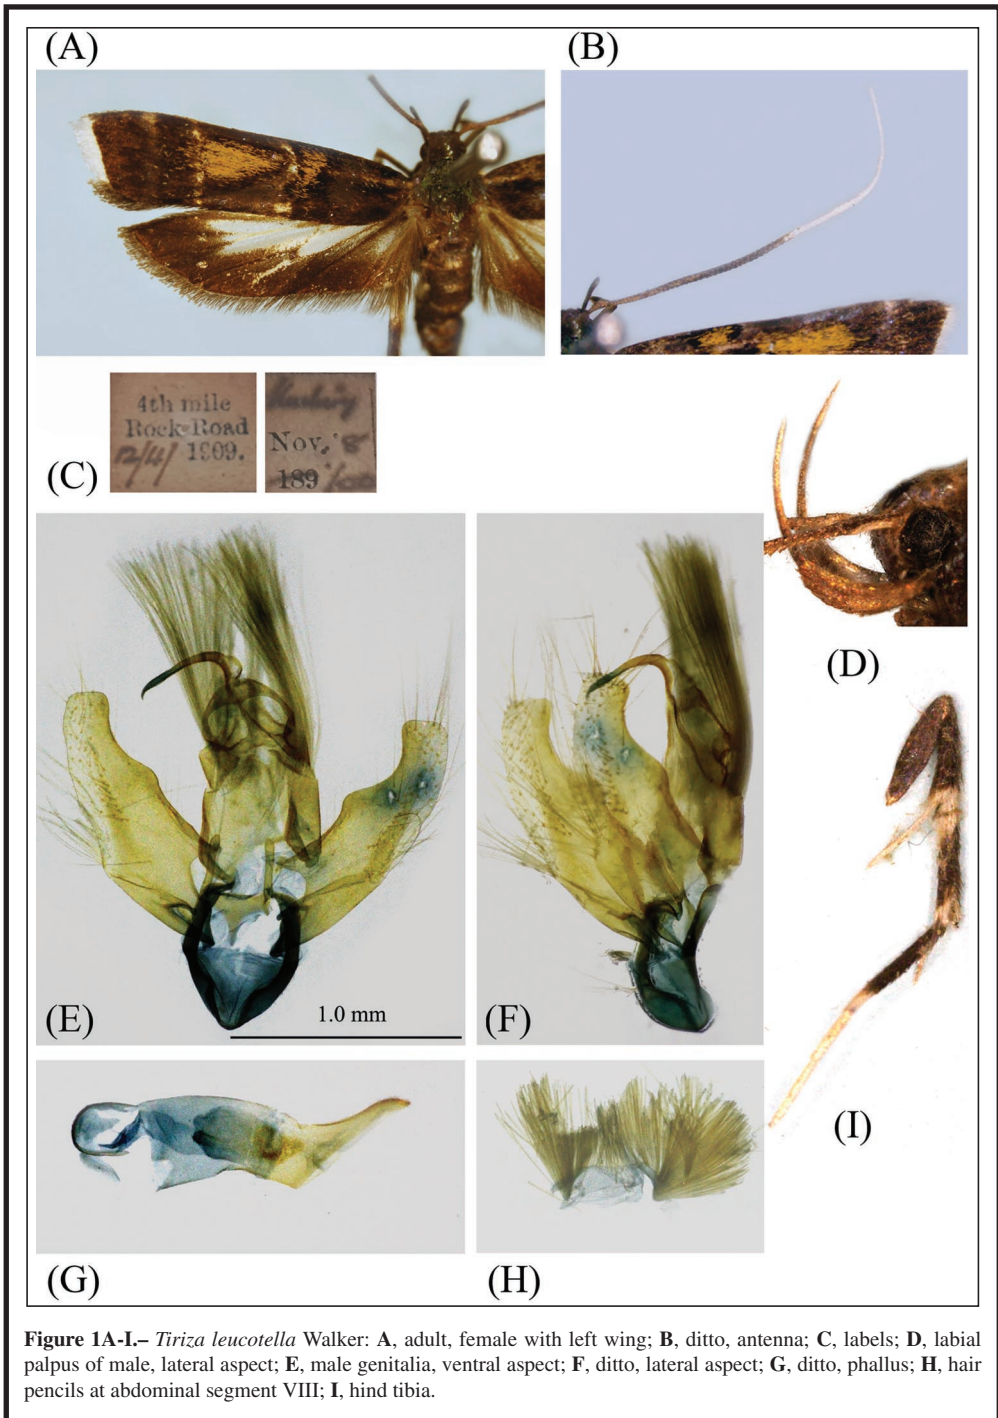 (A)
(B)
4th mile
Rock Road
12/4/ 1909.
Nov. '8
189
(C)
(D)
(E)
1.0 mm
(F)
(I)
(G)
(H)
Figure 1A-I.– Tiriza leucotella Walker: A, adult, female with left wing; B, ditto, antenna; C, labels; D, labial
palpus of male, lateral aspect; E, male genitalia, ventral aspect; F, ditto, lateral aspect; G, ditto, phallus; H, hair
pencils at abdominal segment VIII; I, hind tibia.